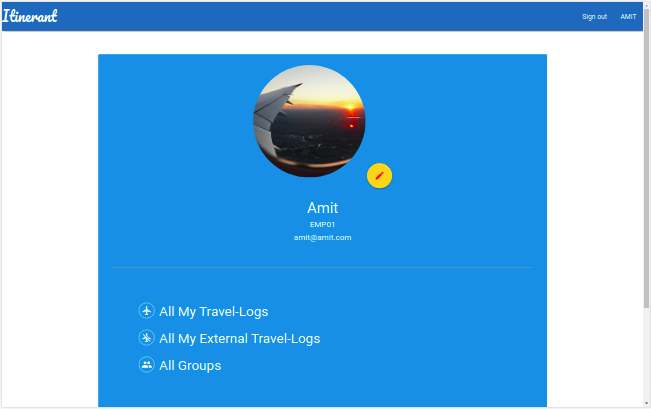 Itinerant
Sign out AMIT
Amit
EMP01
amit@amit.com
All My Travel-Logs
All My External Travel-Logs
All Groups